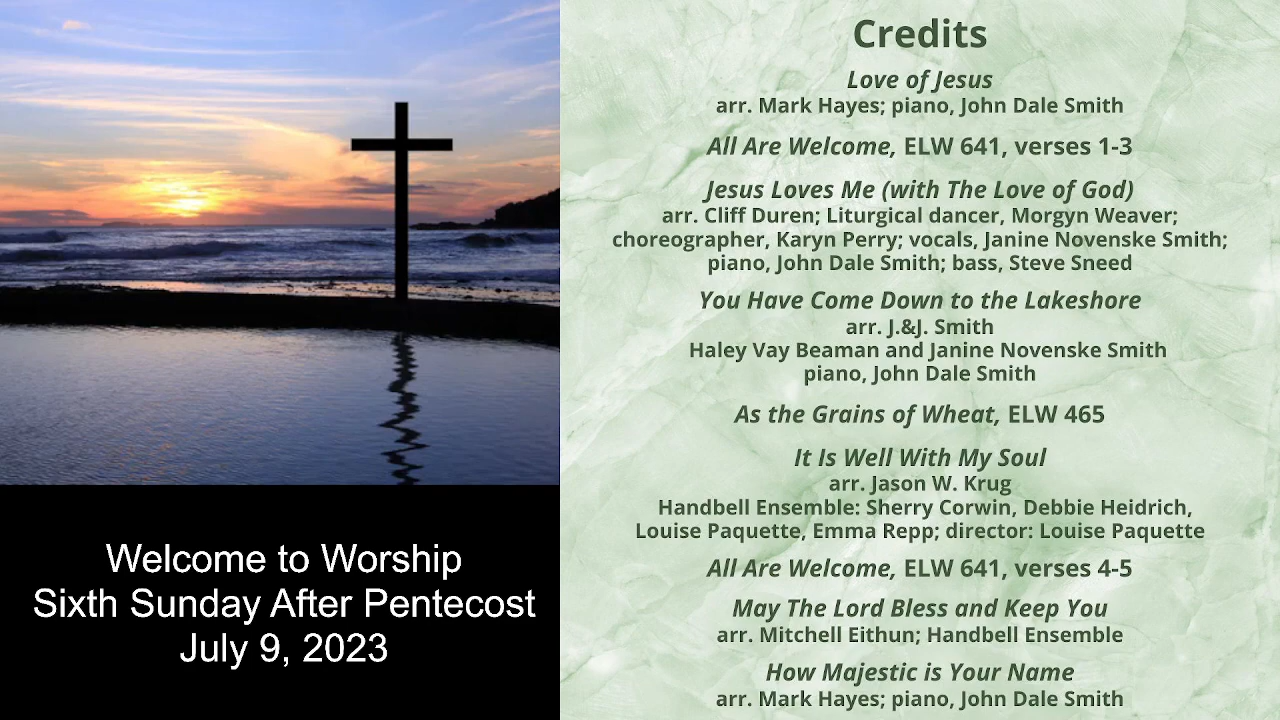 Welcome to Worship
Sixth Sunday After Pentecost
July 9, 2023
Credits
Love of Jesus
arr. Mark Hayes; piano, John Dale Smith
All Are Welcome, ELW 641, verses 1-3
Jesus Loves Me (with The Love of God)
arr. Cliff Duren; Liturgical dancer, Morgyn Weaver;
choreographer, Karyn Perry; vocals, Janine Novenske Smith;
piano, John Dale Smith; bass, Steve Sneed
You Have Come Down to the Lakeshore
arr. J.&J. Smith
Haley Vay Beaman and Janine Novenske Smith
piano, John Dale Smith
As the Grains of Wheat, ELW 465
It Is Well With My Soul
arr. Jason W. Krug
Handbell Ensemble: Sherry Corwin, Debbie Heidrich,
Louise Paquette, Emma Repp; director: Louise Paquette
All Are Welcome, ELW 641, verses 4-5
May The Lord Bless and Keep You
arr. Mitchell Eithun; Handbell Ensemble
How Majestic is Your Name
arr. Mark Hayes; piano, John Dale Smith